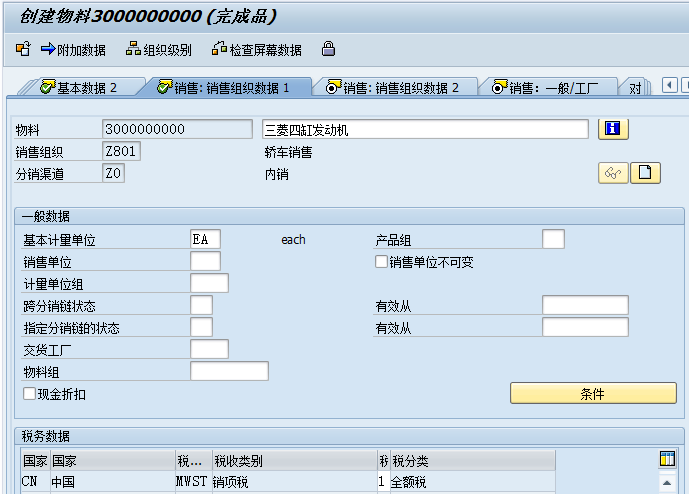 创建物料3000000000 (完成品)
附加数据 组织级别 检查屏幕数据
基本数据 2 销售: 销售组织数据 1 销售: 销售组织数据 2 销售: 一般/工厂 对
物料 3000000000 三菱四缸发动机
销售组织 Z801 轿车销售
分销渠道 Z0 内销
一般数据
基本计量单位 EA each 产品组
销售单位 销售单位不可变
计量单位组
跨分销链状态 有效从
指定分销链的状态 有效从
交货工厂
物料组
现金折扣 条件
税务数据
国家 国家 税... 税收类别 税 税分类
CN 中国 MWST 销项税 1 全额税